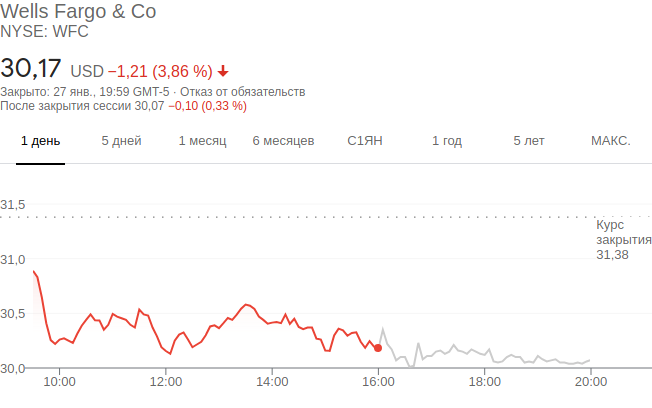 Wells Fargo & Co
NYSE: WFC
30,17 USD −1,21 (3,86 %)
Закрыто: 27 янв., 19:59 GMT-5 · Отказ от обязательств
После закрытия сессии 30,07 −0,10 (0,33 %)
1 день 5 дней 1 месяц 6 месяцев С1ЯН 1 год 5 лет МАКС.
31,5
Курс
закрытия
31,38
31,0
30,5
30,0
10:00 12:00 14:00 16:00 18:00 20:00